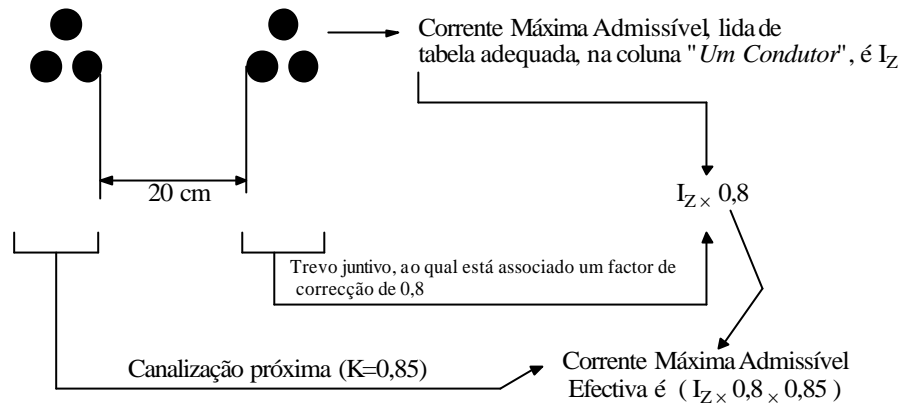 Corrente Máxima Admissível, lida de
tabela adequada, na coluna "Um Condutor", é IZ
20 cm
IZ × 0,8
Trevo juntivo, ao qual está associado um factor de
correcção de 0,8
Canalização próxima (K=0,85)
Corrente Máxima Admissível
Efectiva é ( IZ × 0,8 × 0,85 )